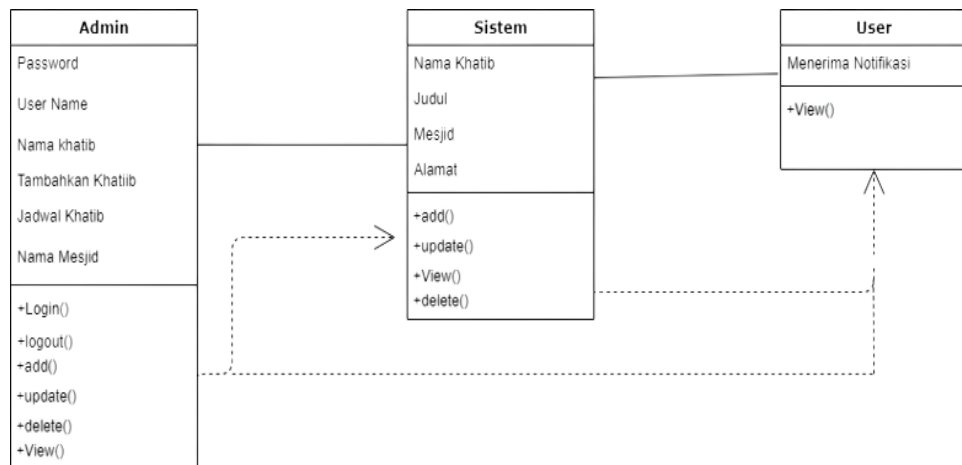 Admin
Password
User Name
Nama khatib
Tambahkan Khatiib
Jadwal Khatib
Nama Mesjid
+Login()
+logout()
+add()
+update()
+delete()
+View()
Sistem
Nama Khatib
Judul
Mesjid
Alamat
+add()
+update()
+View()
+delete()
User
Menerima Notifikasi
+View()